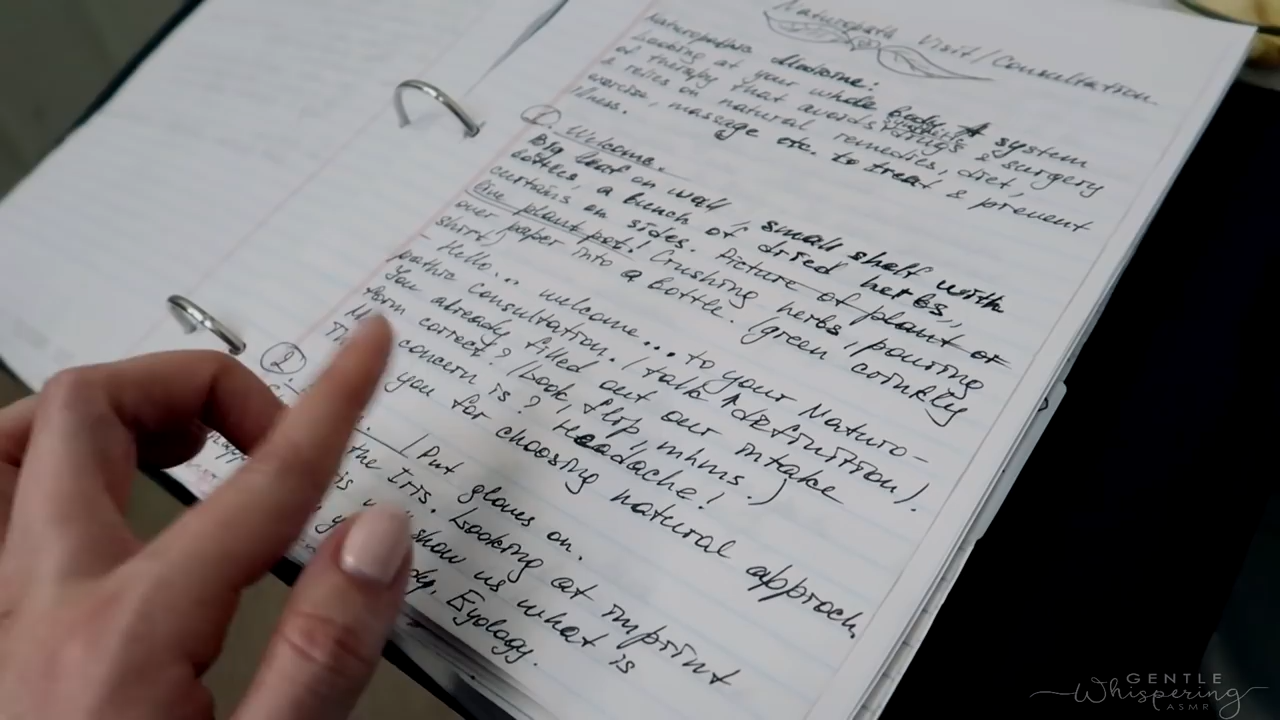 Naturopath Visit/Consultation
Naturopathic Medicine:
Looking at your whole body system
of therapy that avoids drugs & surgery
& relies on natural remedies, diet,
exercise, massage etc. to treat & prevent
illness.
① Welcome.
Big leaf on wall, small shelf with
bottles, a bunch of dried herbs,
curtains on sides. Picture of plant or
live plant pot! Crushing herbs, pouring
over paper into a bottle. (green crinkly
shirt)
- Hello... welcome... to your Naturo-
pathic consultation. (talk definition).
You already filled out our intake
form correct? (Look, flip, mhms.)
concern is? Headache!
you for choosing natural approch.
②
(Put gloves on.
the Iris. Looking at imprint
is show us what is
Eyology.
GENTLE
Whispering
ASMR